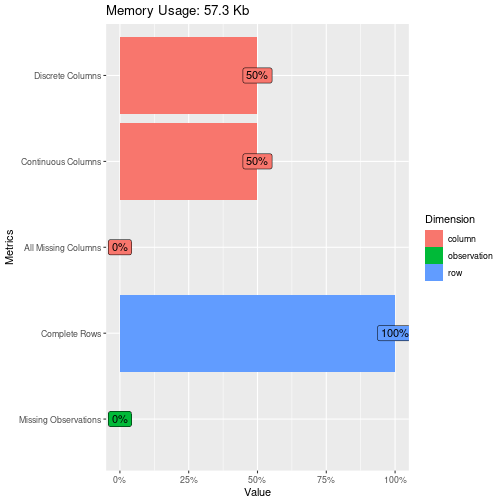 Memory Usage: 57.3 Kb
Metrics
Discrete Columns
50%
Continuous Columns
50%
All Missing Columns
0%
Complete Rows
100%
Missing Observations
0%
0% 25% 50% 75% 100%
Value
Dimension
column
observation
row